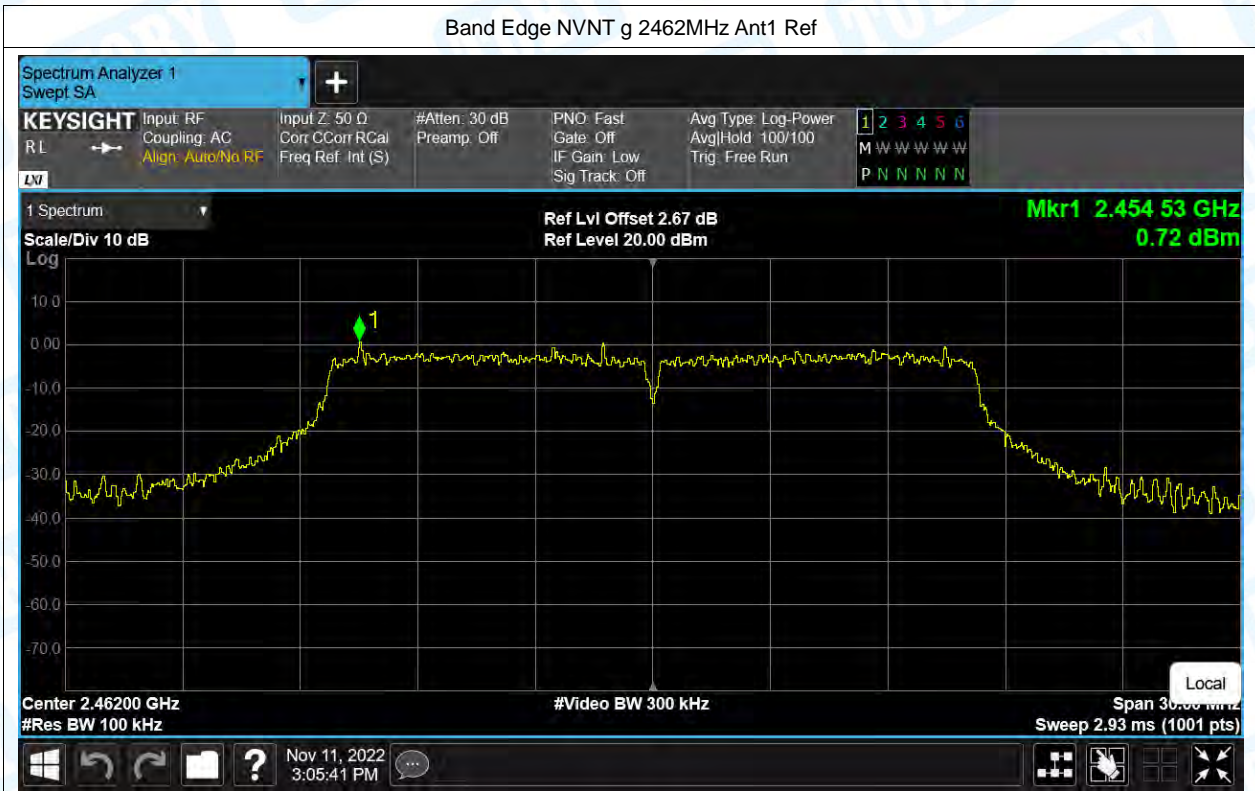 Band Edge NVNT g 2462MHz Ant1 Ref
Spectrum Analyzer 1
Swept SA
KEYSIGHT
RL
LXI
Input: RF
Coupling: AC
Align: Auto/No RF
Input Z: 50 Ω
Corr CCorr RCal
Freq Ref: Int (S)
#Atten: 30 dB
Preamp: Off
PNO: Fast
Gate: Off
IF Gain: Low
Sig Track: Off
Avg Type: Log-Power
Avg|Hold: 100/100
Trig: Free Run
1 2 3 4 5 6
M W W W W W
P N N N N N
1 Spectrum
Scale/Div 10 dB
Log
Ref Lvl Offset 2.67 dB
Ref Level 20.00 dBm
Mkr1 2.454 53 GHz
0.72 dBm
1
10.0
0.00
-10.0
-20.0
-30.0
-40.0
-50.0
-60.0
-70.0
Local
Center 2.46200 GHz
#Res BW 100 kHz
#Video BW 300 kHz
Span 30.00 MHz
Sweep 2.93 ms (1001 pts)
Nov 11, 2022
3:05:41 PM